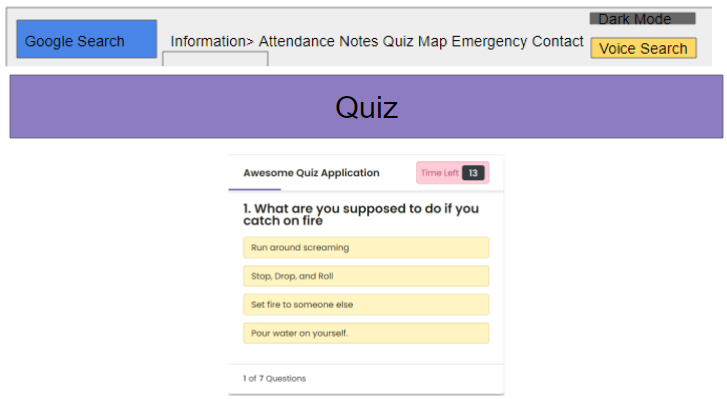 Dark Mode
Google Search
Information> Attendance Notes Quiz Map Emergency Contact
Voice Search
Quiz
Awesome Quiz Application
Time Left 13
1. What are you supposed to do if you
catch on fire
Run around screaming
Stop, Drop, and Roll
Set fire to someone else
Pour water on yourself.
1 of 7 Questions